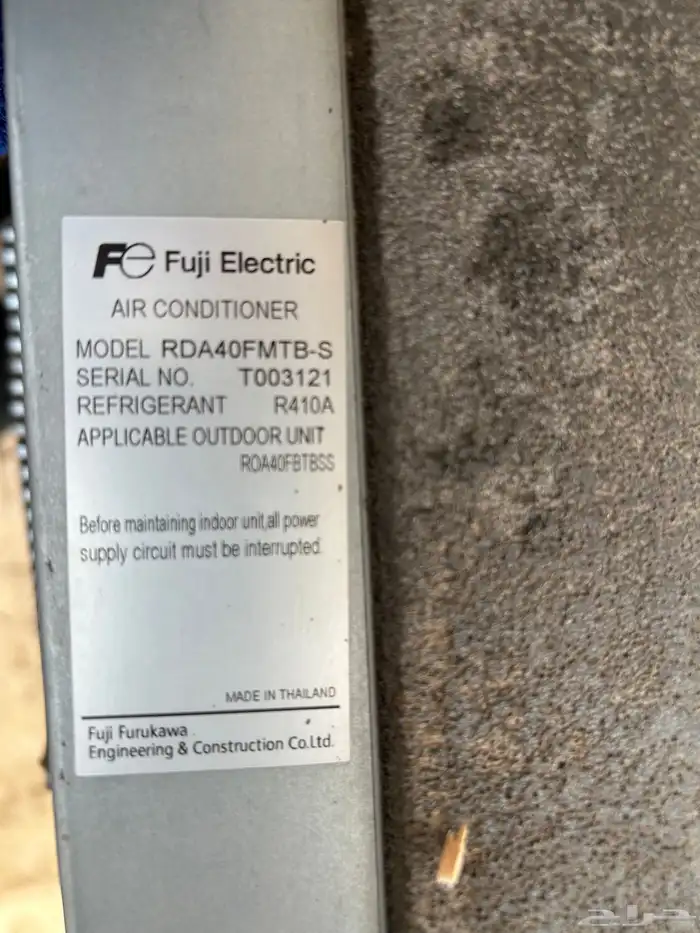 Fe Fuji Electric
AIR CONDITIONER
MODEL RDA40FMTB-S
SERIAL NO. T003121
REFRIGERANT R410A
APPLICABLE OUTDOOR UNIT
ROA40FBTBSS
Before maintaining indoor unit,all power
supply circuit must be interrupted.
MADE IN THAILAND
Fuji Furukawa
Engineering & Construction Co.Ltd.
حراج